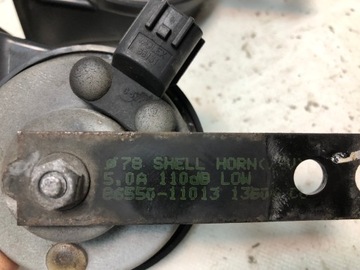 ø78 SHELL HORN
5.0A 110dB LOW
86550-11013